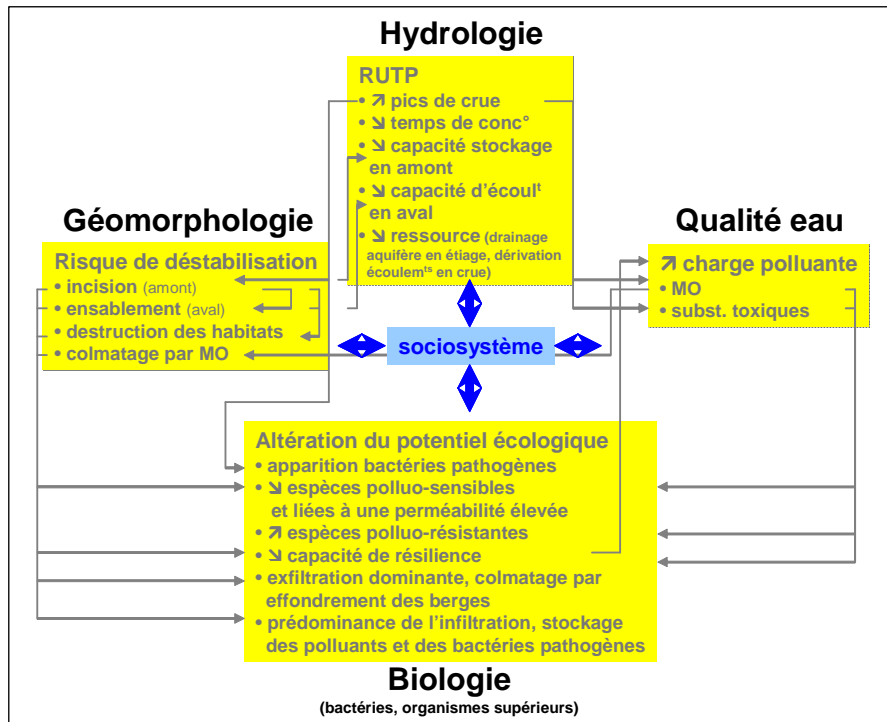 Hydrologie
RUTP
• ↗ pics de crue
• ↘ temps de conc°
• ↘ capacité stockage
en amont
• ↘ capacité d'écoulᵗ
en aval
• ↘ ressource (drainage
aquifère en étiage, dérivation
écoulemᵗˢ en crue)
Géomorphologie
Risque de déstabilisation
• incision (amont)
• ensablement (aval)
• destruction des habitats
• colmatage par MO
Qualité eau
↗ charge polluante
• MO
• subst. toxiques
sociosystème
Altération du potentiel écologique
• apparition bactéries pathogènes
• ↘ espèces polluo-sensibles
et liées à une perméabilité élevée
• ↗ espèces polluo-résistantes
• ↘ capacité de résilience
• exfiltration dominante, colmatage par
effondrement des berges
• prédominance de l'infiltration, stockage
des polluants et des bactéries pathogènes
Biologie
(bactéries, organismes supérieurs)